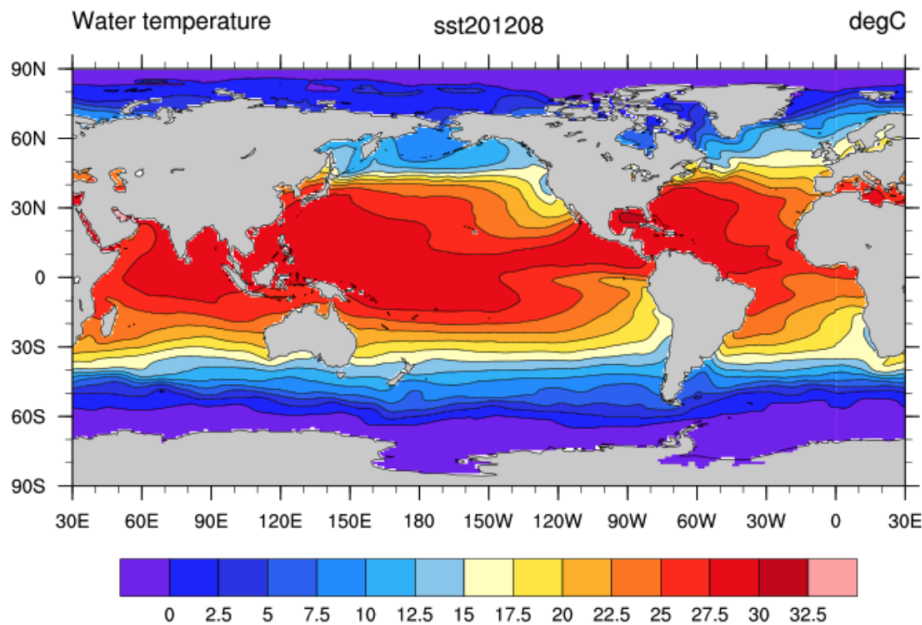 Water temperature sst201208 degC
90N
60N
30N
0
30S
60S
90S
30E 60E 90E 120E 150E 180 150W 120W 90W 60W 30W 0 30E
0 2.5 5 7.5 10 12.5 15 17.5 20 22.5 25 27.5 30 32.5